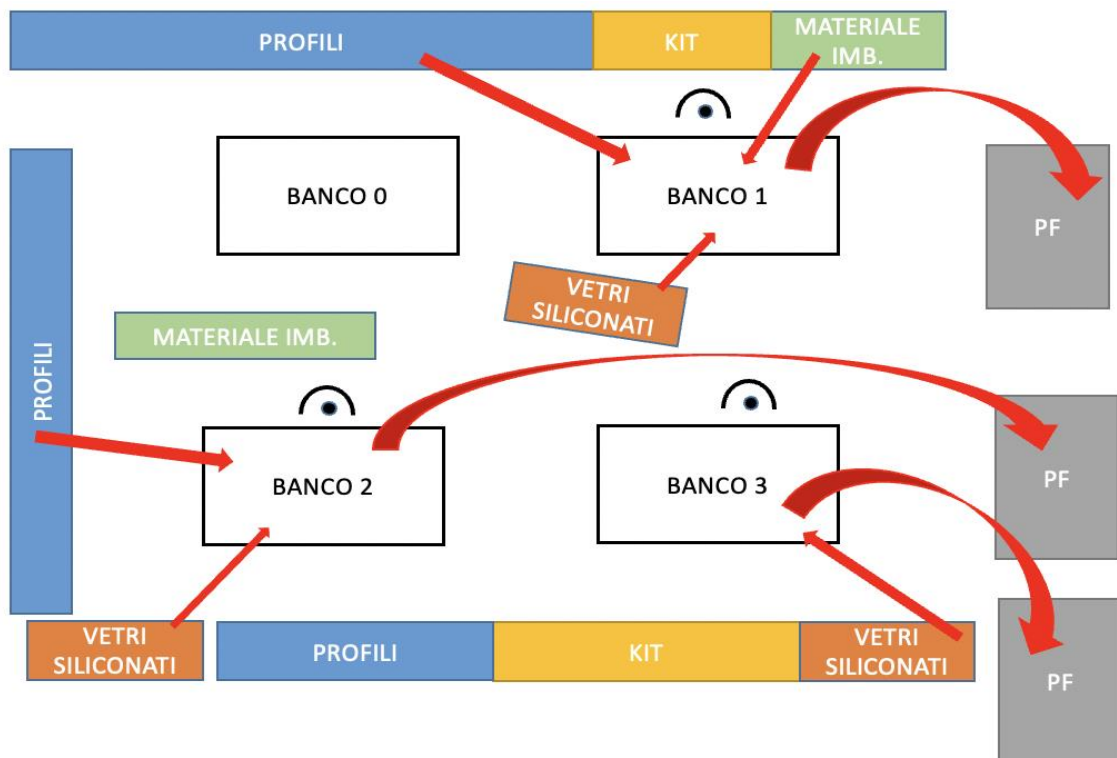 PROFILI
KIT
MATERIALE
IMB.
BANCO 0
BANCO 1
PF
VETRI
SILICONATI
MATERIALE IMB.
PROFILI
BANCO 2
BANCO 3
PF
VETRI
SILICONATI
PROFILI
KIT
VETRI
SILICONATI
PF